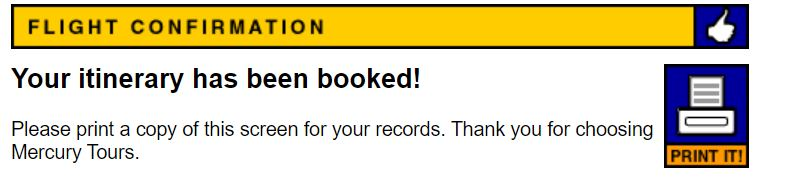 FLIGHT CONFIRMATION
Your itinerary has been booked!
Please print a copy of this screen for your records. Thank you for choosing
Mercury Tours.
PRINT IT!